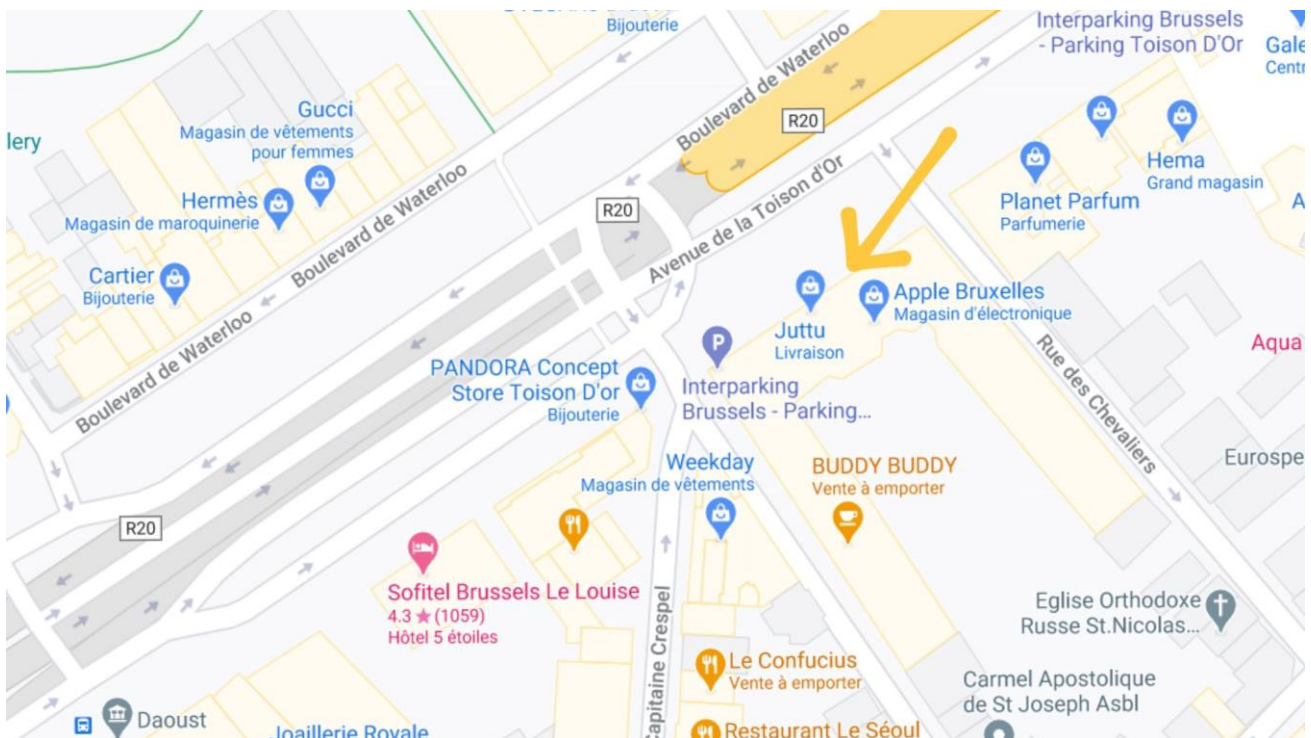 Bijouterie
Interparking Brussels
- Parking Toison D'Or
Gale
Centr
Boulevard de Waterloo
R20
lery
Gucci
Magasin de vêtements
pour femmes
Hermès
Magasin de maroquinerie
Boulevard de Waterloo
R20
Avenue de la Toison d'Or
Planet Parfum
Parfumerie
Hema
Grand magasin
A
Cartier
Bijouterie
Boulevard de Waterloo
Juttu
Livraison
Apple Bruxelles
Magasin d'électronique
Aqua
Rue des Chevaliers
PANDORA Concept
Store Toison D'or
Bijouterie
P
Interparking
Brussels - Parking...
Weekday
Magasin de vêtements
BUDDY BUDDY
Vente à emporter
Eurospe
R20
Sofitel Brussels Le Louise
4.3 ★ (1059)
Hôtel 5 étoiles
Capitaine Crespel
Eglise Orthodoxe
Russe St.Nicolas...
Le Confucius
Vente à emporter
Carmel Apostolique
de St Joseph Asbl
Daoust
Joaillerie Royale
Restaurant Le Séoul